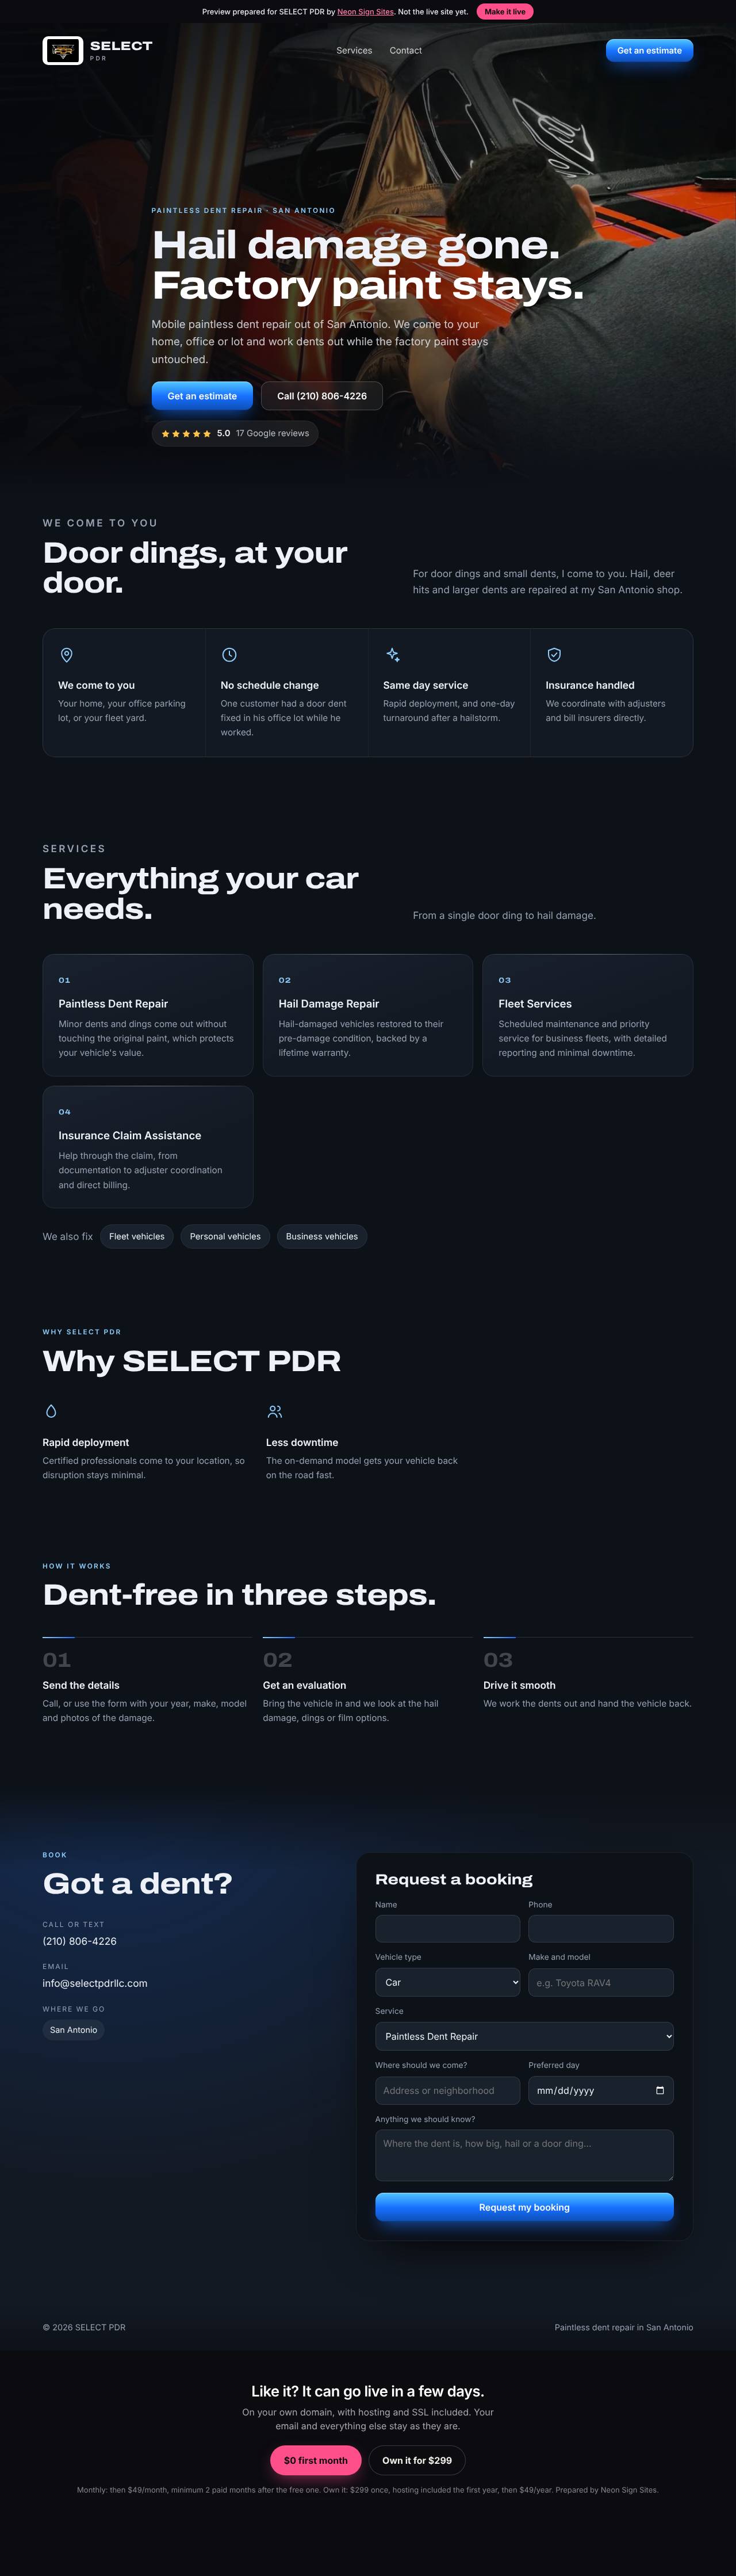 Preview prepared for SELECT PDR by Neon Sign Sites. Not the live site yet. Make it live
SELECT
PDR
Services Contact
Get an estimate
PAINTLESS DENT REPAIR · SAN ANTONIO
Hail damage gone.
Factory paint stays.
Mobile paintless dent repair out of San Antonio. We come to your
home, office or lot and work dents out while the factory paint stays
untouched.
Get an estimate Call (210) 806-4226
5.0 17 Google reviews
WE COME TO YOU
Door dings, at your
door.
For door dings and small dents, I come to you. Hail, deer
hits and larger dents are repaired at my San Antonio shop.
We come to you
Your home, your office parking
lot, or your fleet yard.
No schedule change
One customer had a door dent
fixed in his office lot while he
worked.
Same day service
Rapid deployment, and one-day
turnaround after a hailstorm.
Insurance handled
We coordinate with adjusters
and bill insurers directly.
SERVICES
Everything your car
needs.
From a single door ding to hail damage.
01
Paintless Dent Repair
Minor dents and dings come out without
touching the original paint, which protects
your vehicle's value.
02
Hail Damage Repair
Hail-damaged vehicles restored to their
pre-damage condition, backed by a
lifetime warranty.
03
Fleet Services
Scheduled maintenance and priority
service for business fleets, with detailed
reporting and minimal downtime.
04
Insurance Claim Assistance
Help through the claim, from
documentation to adjuster coordination
and direct billing.
We also fix Fleet vehicles Personal vehicles Business vehicles
WHY SELECT PDR
Why SELECT PDR
Rapid deployment
Certified professionals come to your location, so
disruption stays minimal.
Less downtime
The on-demand model gets your vehicle back
on the road fast.
HOW IT WORKS
Dent-free in three steps.
01
Send the details
Call, or use the form with your year, make, model
and photos of the damage.
02
Get an evaluation
Bring the vehicle in and we look at the hail
damage, dings or film options.
03
Drive it smooth
We work the dents out and hand the vehicle back.
BOOK
Got a dent?
CALL OR TEXT
(210) 806-4226
EMAIL
info@selectpdrllc.com
WHERE WE GO
San Antonio
Request a booking
Name Phone
Vehicle type Make and model
Car e.g. Toyota RAV4
Service
Paintless Dent Repair
Where should we come? Preferred day
Address or neighborhood mm/dd/yyyy
Anything we should know?
Where the dent is, how big, hail or a door ding...
Request my booking
© 2026 SELECT PDR
Paintless dent repair in San Antonio
Like it? It can go live in a few days.
On your own domain, with hosting and SSL included. Your
email and everything else stay as they are.
$0 first month Own it for $299
Monthly: then $49/month, minimum 2 paid months after the free one. Own it: $299 once, hosting included the first year, then $49/year. Prepared by Neon Sign Sites.